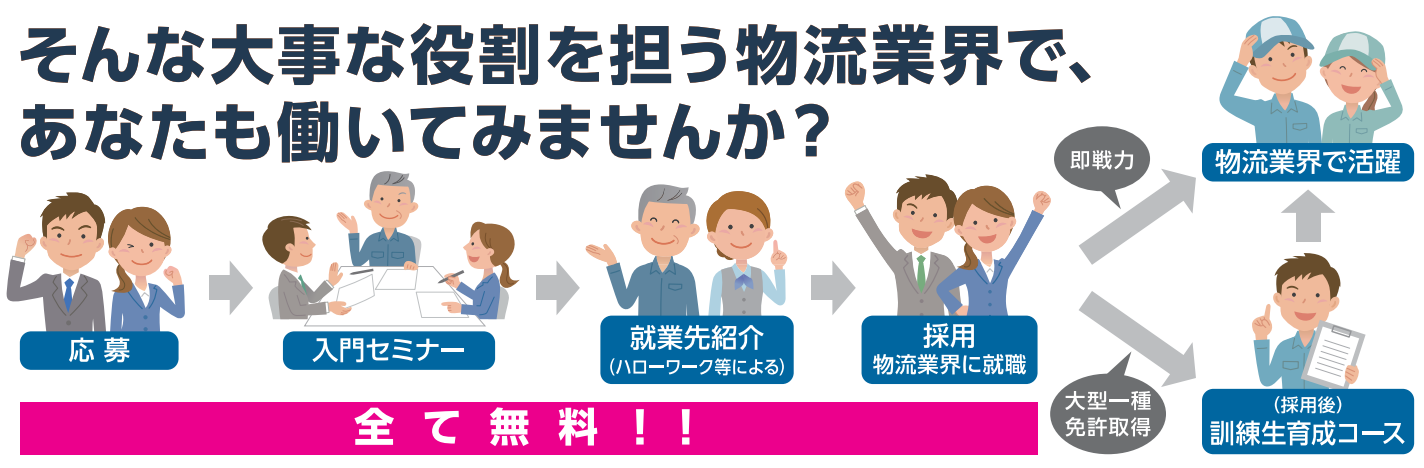 そんな大事な役割を担う物流業界で、
あなたも働いてみませんか？
応 募
入門セミナー
就業先紹介
（ハローワーク等による）
採用
物流業界に就職
即戦力
物流業界で活躍
大型一種
免許取得
（採用後）
訓練生育成コース
全て無料！！